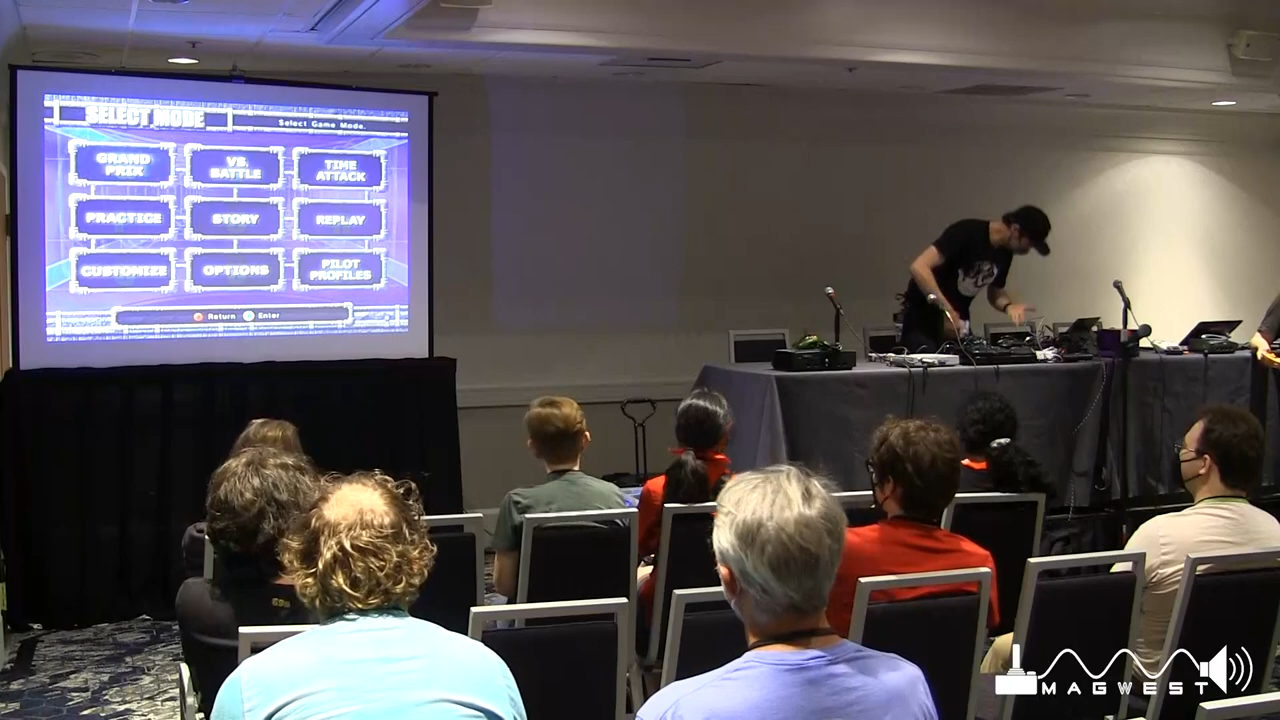 SELECT MODE
Select Game Mode.
GRAND PRIX
VS. BATTLE
TIME ATTACK
PRACTICE
STORY
REPLAY
CUSTOMIZE
OPTIONS
PILOT PROFILES
Return
Enter
MAGWEST